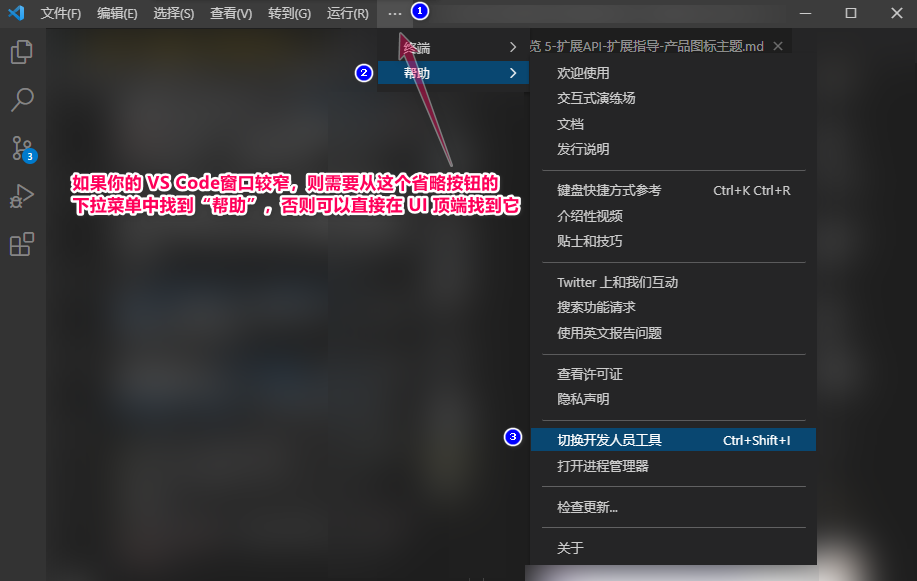 文件(F) 编辑(E) 选择(S) 查看(V) 转到(G) 运行(R) ... 1
终端
览 5-扩展API-扩展指导-产品图标主题.md
2 帮助
欢迎使用
交互式演练场
文档
发行说明
3
如果你的 VS Code窗口较窄，则需要从这个省略按钮的
下拉菜单中找到“帮助”，否则可以直接在 UI 顶端找到它
键盘快捷方式参考 Ctrl+K Ctrl+R
介绍性视频
贴士和技巧
Twitter 上和我们互动
搜索功能请求
使用英文报告问题
查看许可证
隐私声明
3 切换开发人员工具 Ctrl+Shift+I
打开进程管理器
检查更新...
关于